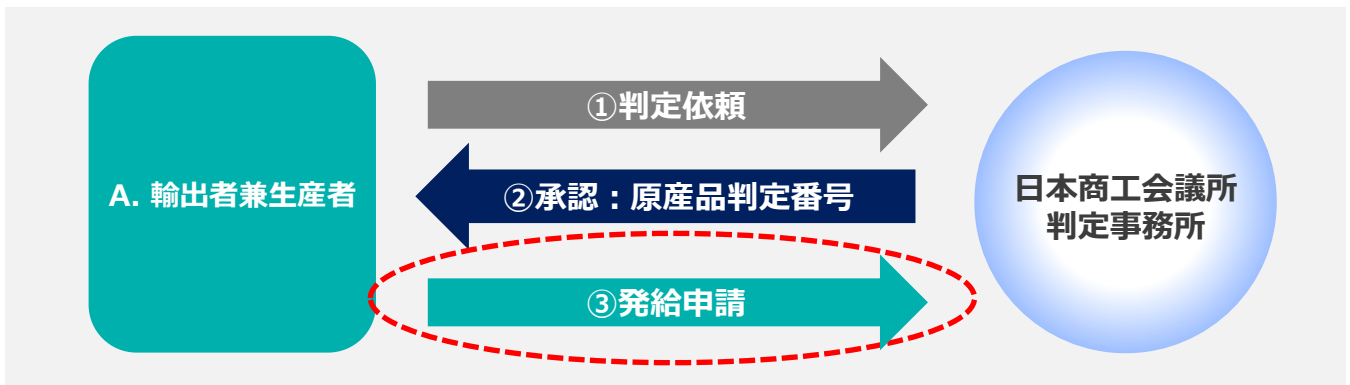 A. 輸出者兼生産者
①判定依頼
②承認：原産品判定番号
③発給申請
日本商工会議所
判定事務所